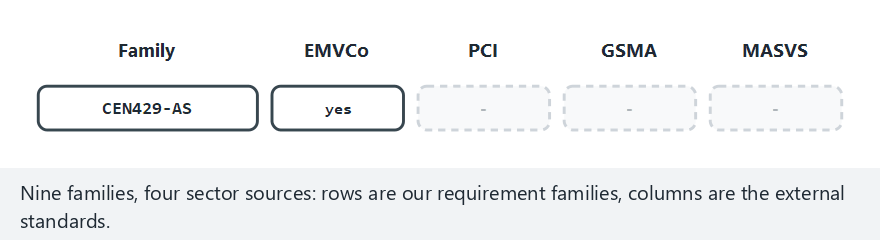 Family EMVCo PCI GSMA MASVS
CEN429-AS yes - - -
Nine families, four sector sources: rows are our requirement families, columns are the external
standards.